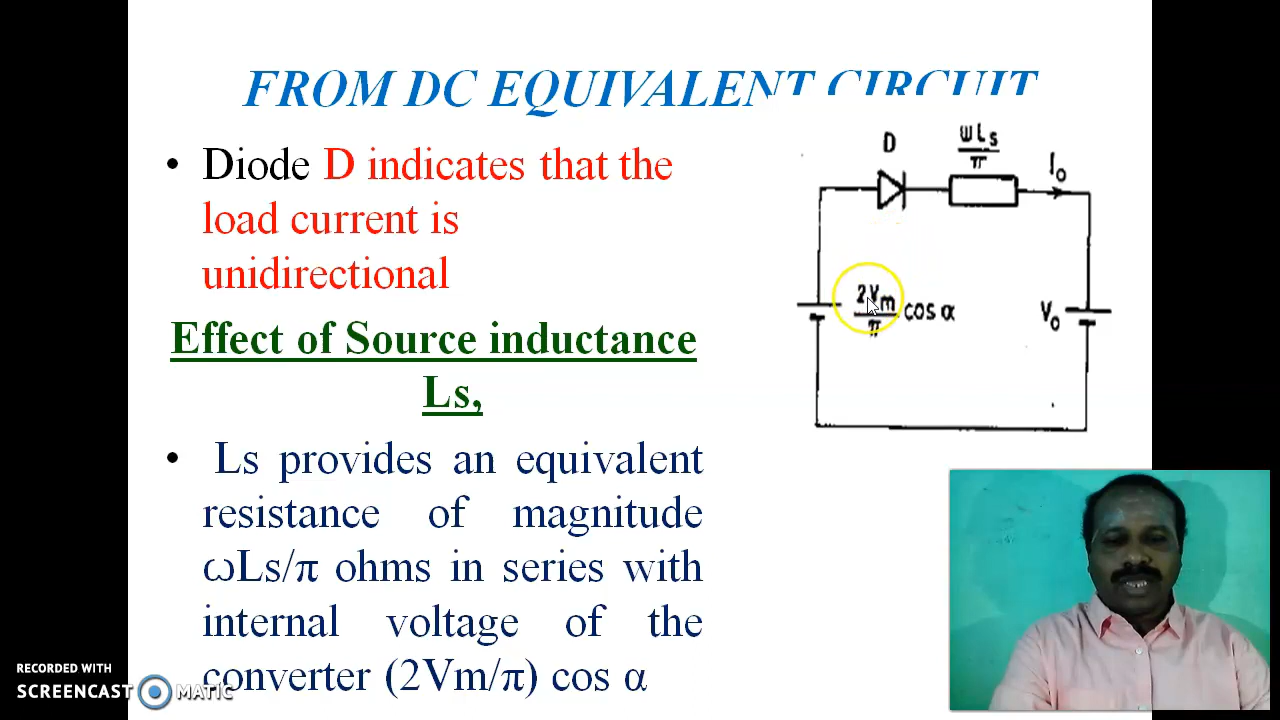 FROM DC EQUIVALENT CIRCUIT
• Diode D indicates that the
load current is
unidirectional
Effect of Source inductance
Ls,
• Ls provides an equivalent
resistance of magnitude
ωLs/π ohms in series with
internal voltage of the
converter (2Vm/π) cos α
D
ωLs/π
I₀
2Vm/π cos α
V₀
RECORDED WITH
SCREENCAST MATIC